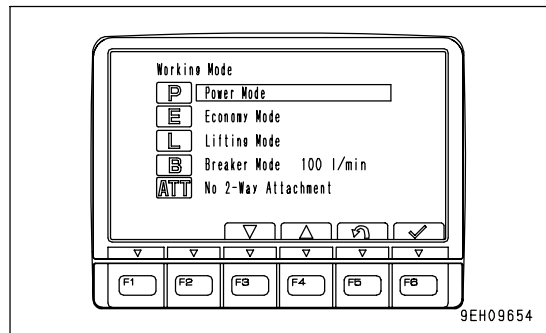 Working Mode
P Power Mode
E Economy Mode
L Lifting Mode
B Breaker Mode 100 l/min
ATT No 2-Way Attachment
F1 F2 F3 F4 F5 F6
9EH09654